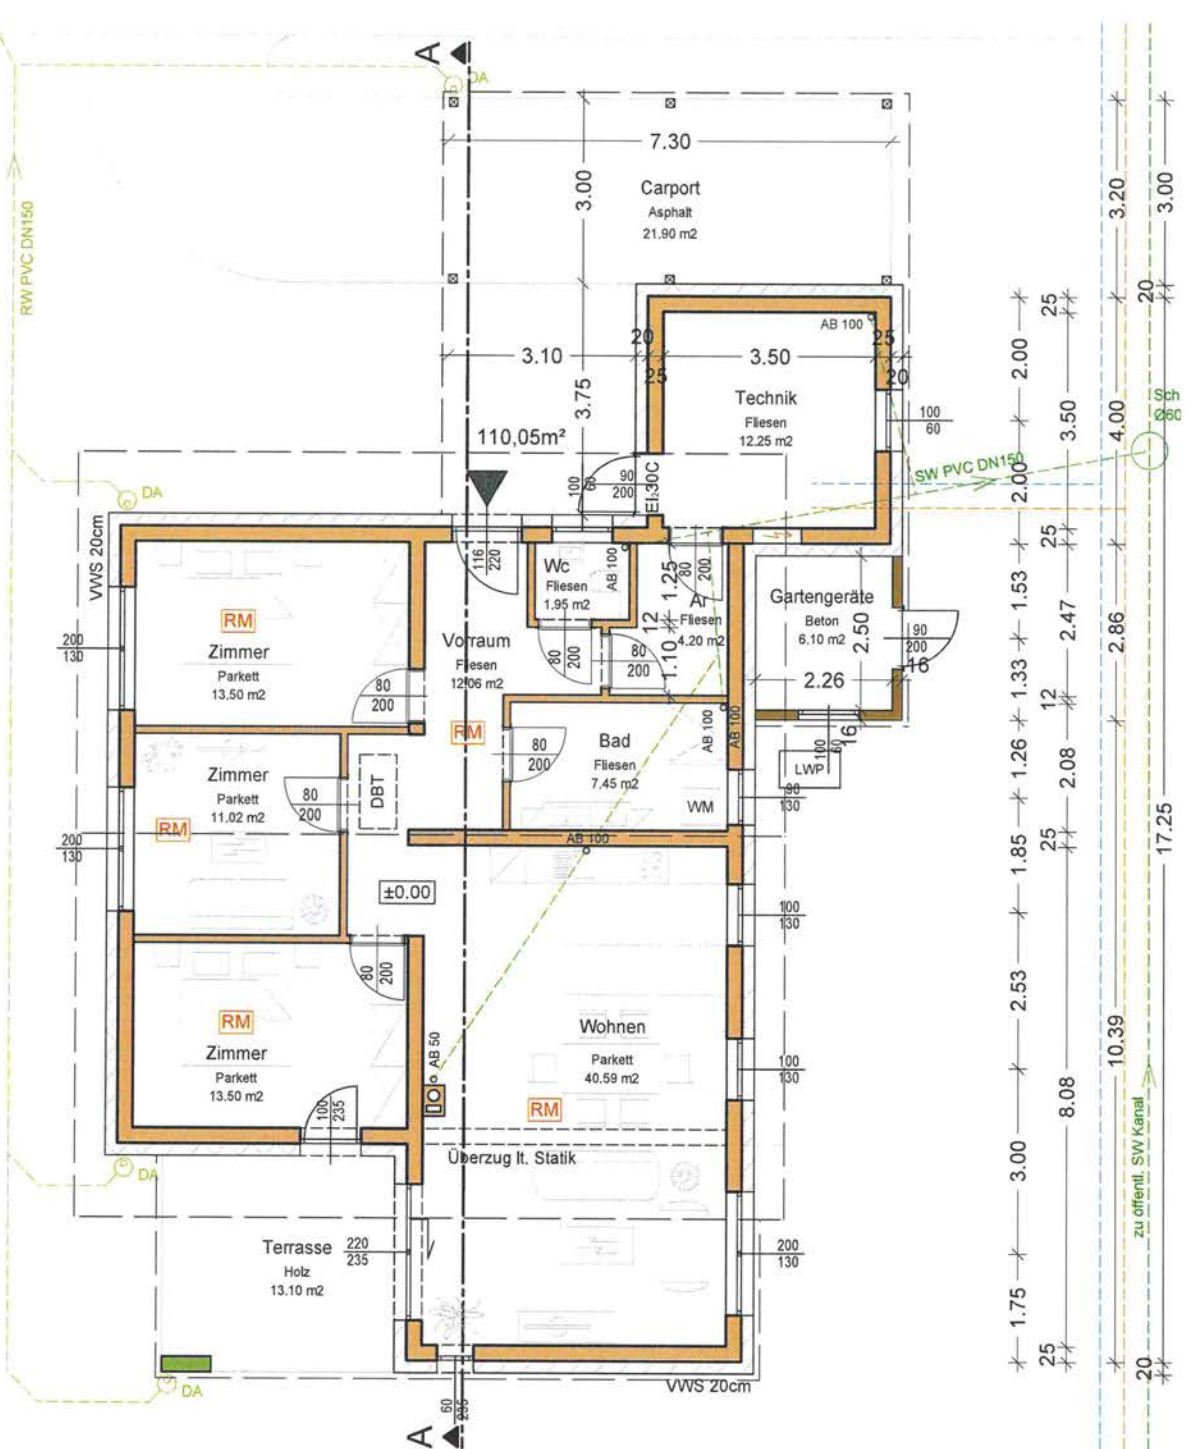 A
DA
7.30
3.00
Carport
Asphalt
21.90 m2
3.20
3.00
RW PVC DN150
20
AB 100
25
25
20
3.10
3.50
25
20
2.00
3.75
Technik
Fliesen
12.25 m2
100
60
3.50
4.00
Sch
Ø60
110,05m²
SW PVC DN150
DA
100
60
90
200
EI₂30C
2.00
VWS 20cm
116
220
Wc
Fliesen
1,95 m2
AB 100
1.25
80
200
25
Ar
Fliesen
4.20 m2
Gartengeräte
Beton
6.10 m2
2.50
90
200
1.53
2.47
2.86
RM
Zimmer
Parkett
13,50 m2
200
130
Vorraum
Fliesen
12.06 m2
12
80
200
80
200
1.10
2.26
16
1.33
12
80
200
RM
80
200
Bad
Fliesen
7.45 m2
AB 100
AB 100
100
60
16
LWP
WM
90
130
1.26
2.08
Zimmer
Parkett
11,02 m2
RM
80
200
DBT
200
130
AB 100
25
1.85
17.25
±0.00
100
130
80
200
2.53
RM
Zimmer
Parkett
13.50 m2
AB 50
Wohnen
Parkett
40.59 m2
RM
100
130
10.39
8.08
100
235
Überzug lt. Statik
3.00
zu öffentl. SW Kanal
DA
Terrasse
Holz
13.10 m2
220
235
200
130
1.75
25
20
DA
VWS 20cm
60
235
A